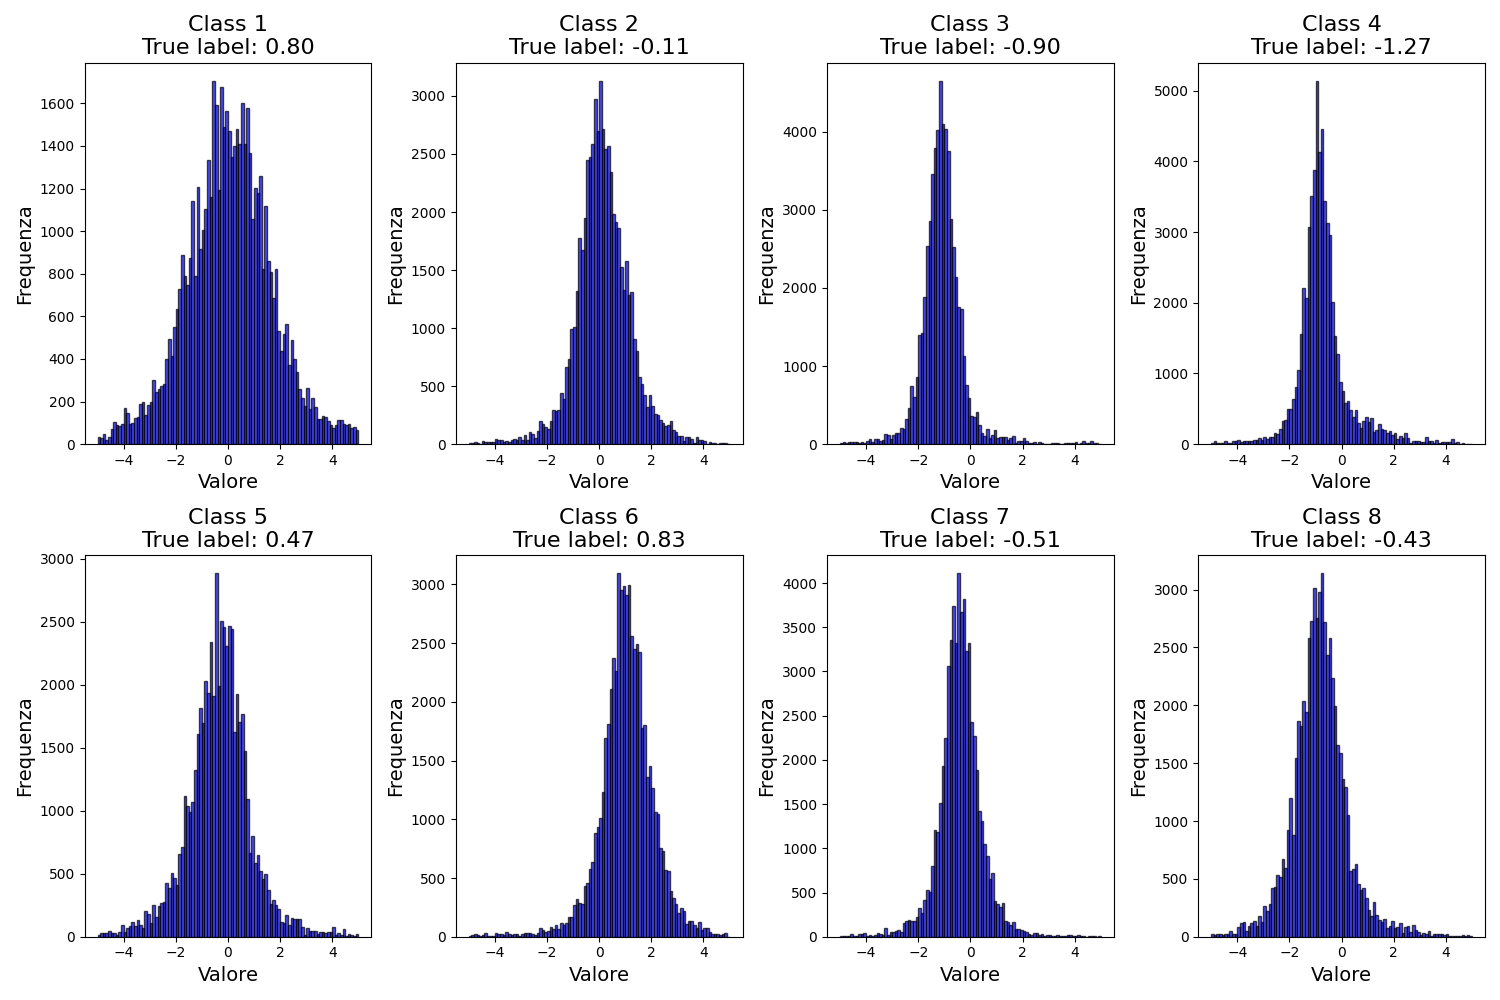 Class 1
True label: 0.80
Class 2
True label: -0.11
Class 3
True label: -0.90
Class 4
True label: -1.27
1600
1400
1200
1000
800
600
400
200
0
Frequenza
−4 −2 0 2 4
Valore
3000
2500
2000
1500
1000
500
0
Frequenza
−4 −2 0 2 4
Valore
4000
3000
2000
1000
0
Frequenza
−4 −2 0 2 4
Valore
5000
4000
3000
2000
1000
0
Frequenza
−4 −2 0 2 4
Valore
Class 5
True label: 0.47
Class 6
True label: 0.83
Class 7
True label: -0.51
Class 8
True label: -0.43
3000
2500
2000
1500
1000
500
0
Frequenza
−4 −2 0 2 4
Valore
3000
2500
2000
1500
1000
500
0
Frequenza
−4 −2 0 2 4
Valore
4000
3500
3000
2500
2000
1500
1000
500
0
Frequenza
−4 −2 0 2 4
Valore
3000
2500
2000
1500
1000
500
0
Frequenza
−4 −2 0 2 4
Valore